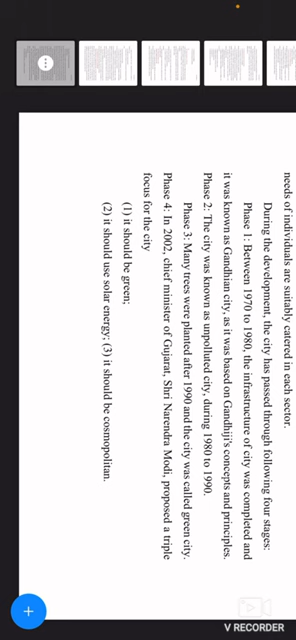 needs of individuals are suitably catered in each sector.
During the development, the city has passed through following four stages:
Phase 1: Between 1970 to 1980, the infrastructure of city was completed and
it was known as Gandhian city, as it was based on Gandhiji's concepts and principles.
Phase 2: The city was known as unpolluted city, during 1980 to 1990.
Phase 3: Many trees were planted after 1990 and the city was called green city.
Phase 4: In 2002, chief minister of Gujarat, Shri Narendra Modi, proposed a triple
focus for the city
(1) it should be green;
(2) it should use solar energy; (3) it should be cosmopolitan.
V RECORDER